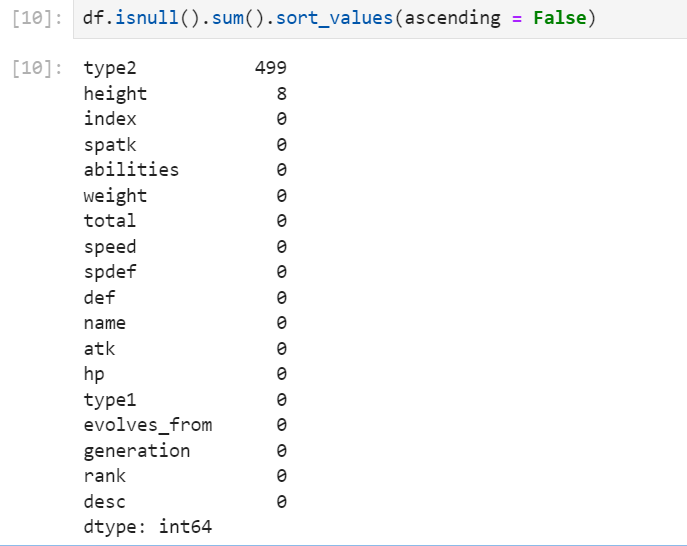 [10]: df.isnull().sum().sort_values(ascending = False)
[10]: type2 499
height 8
index 0
spatk 0
abilities 0
weight 0
total 0
speed 0
spdef 0
def 0
name 0
atk 0
hp 0
type1 0
evolves_from 0
generation 0
rank 0
desc 0
dtype: int64